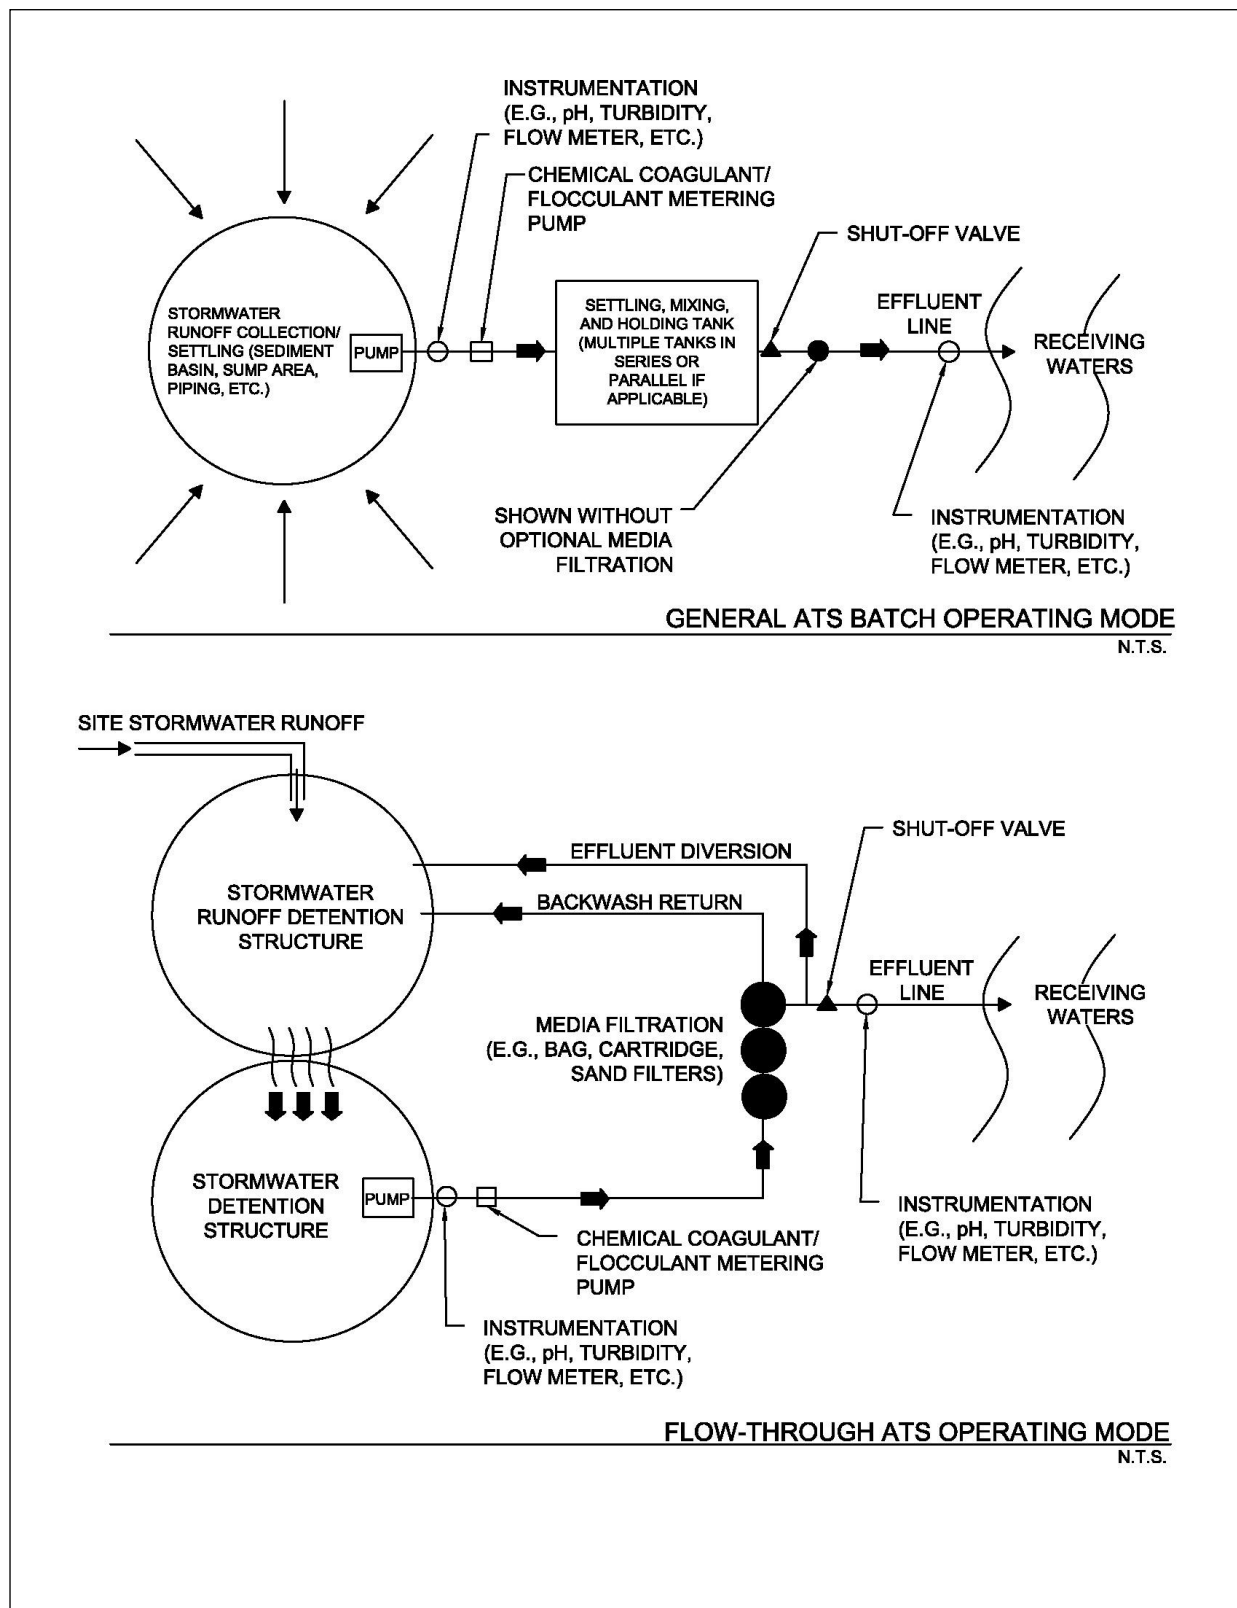 INSTRUMENTATION
(E.G., pH, TURBIDITY,
FLOW METER, ETC.)
CHEMICAL COAGULANT/
FLOCCULANT METERING
PUMP
SHUT-OFF VALVE
STORMWATER
RUNOFF COLLECTION/
SETTLING (SEDIMENT
BASIN, SUMP AREA,
PIPING, ETC.)
PUMP
SETTLING, MIXING,
AND HOLDING TANK
(MULTIPLE TANKS IN
SERIES OR
PARALLEL IF
APPLICABLE)
EFFLUENT
LINE
RECEIVING
WATERS
SHOWN WITHOUT
OPTIONAL MEDIA
FILTRATION
INSTRUMENTATION
(E.G., pH, TURBIDITY,
FLOW METER, ETC.)
GENERAL ATS BATCH OPERATING MODE
N.T.S.
SITE STORMWATER RUNOFF
SHUT-OFF VALVE
EFFLUENT DIVERSION
BACKWASH RETURN
STORMWATER
RUNOFF DETENTION
STRUCTURE
EFFLUENT
LINE
RECEIVING
WATERS
MEDIA FILTRATION
(E.G., BAG, CARTRIDGE,
SAND FILTERS)
STORMWATER
DETENTION
STRUCTURE
PUMP
CHEMICAL COAGULANT/
FLOCCULANT METERING
PUMP
INSTRUMENTATION
(E.G., pH, TURBIDITY,
FLOW METER, ETC.)
INSTRUMENTATION
(E.G., pH, TURBIDITY,
FLOW METER, ETC.)
FLOW-THROUGH ATS OPERATING MODE
N.T.S.